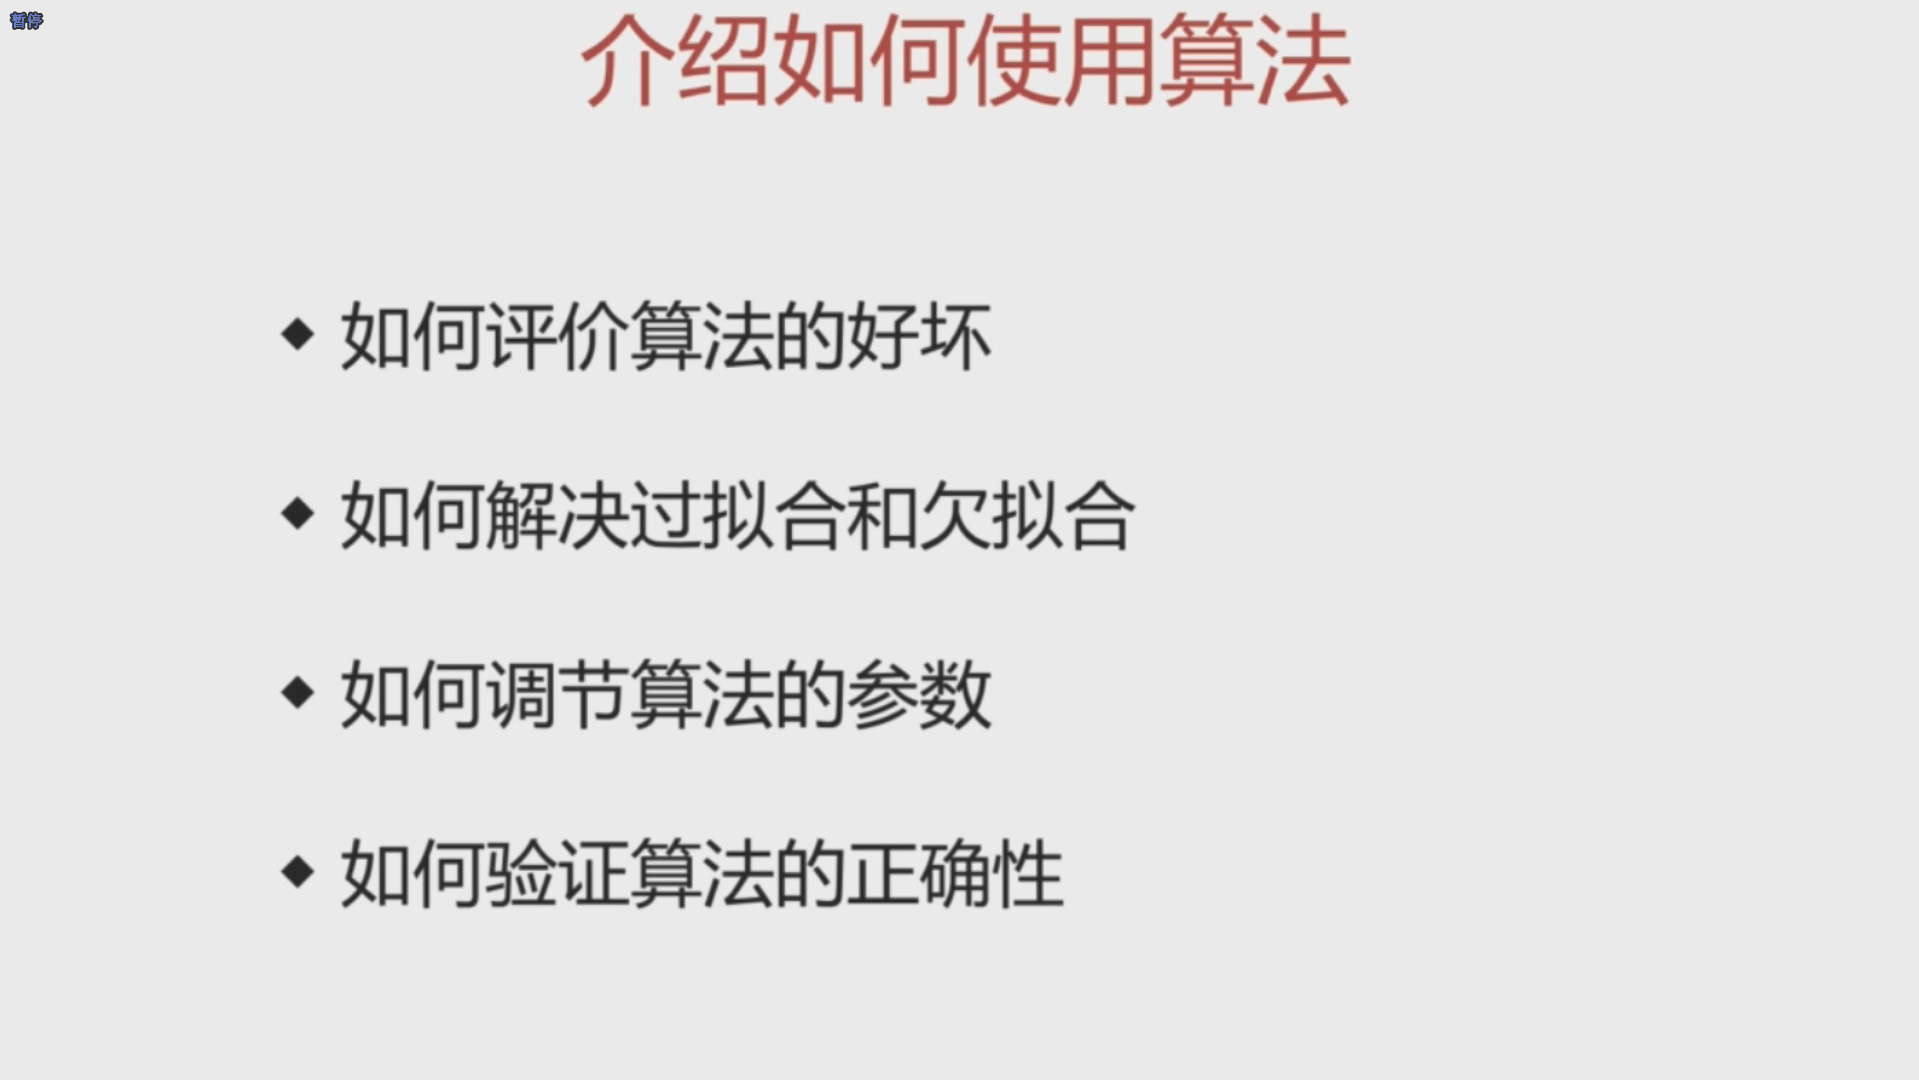 暂停
介绍如何使用算法
◆ 如何评价算法的好坏
◆ 如何解决过拟合和欠拟合
◆ 如何调节算法的参数
◆ 如何验证算法的正确性